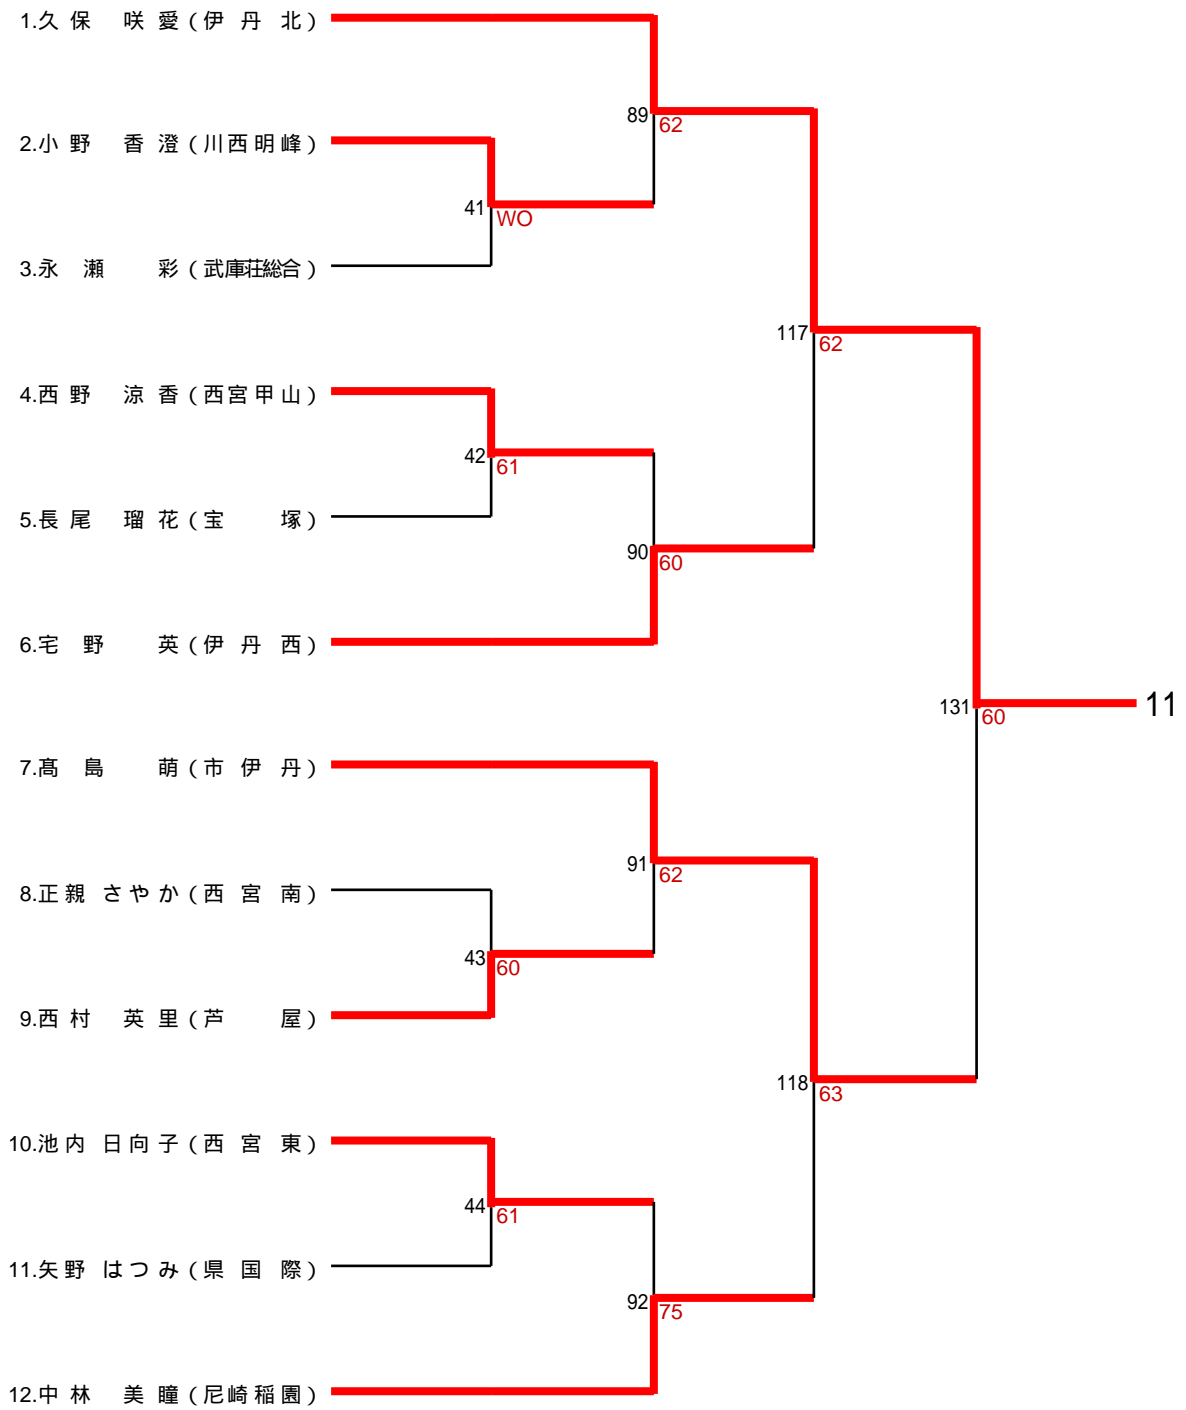 1.久保 咲愛（伊丹北）
89
62
2.小野 香澄（川西明峰）
41
WO
3.永瀬 彩（武庫荘総合）
117
62
4.西野 涼香（西宮甲山）
42
61
5.長尾 瑠花（宝塚）
90
60
6.宅野 英（伊丹西）
131
60
11
7.髙島 萌（市伊丹）
91
62
8.正親 さやか（西宮南）
43
60
9.西村 英里（芦屋）
118
63
10.池内 日向子（西宮東）
44
61
11.矢野 はつみ（県国際）
92
75
12.中林 美瞳（尼崎稲園）